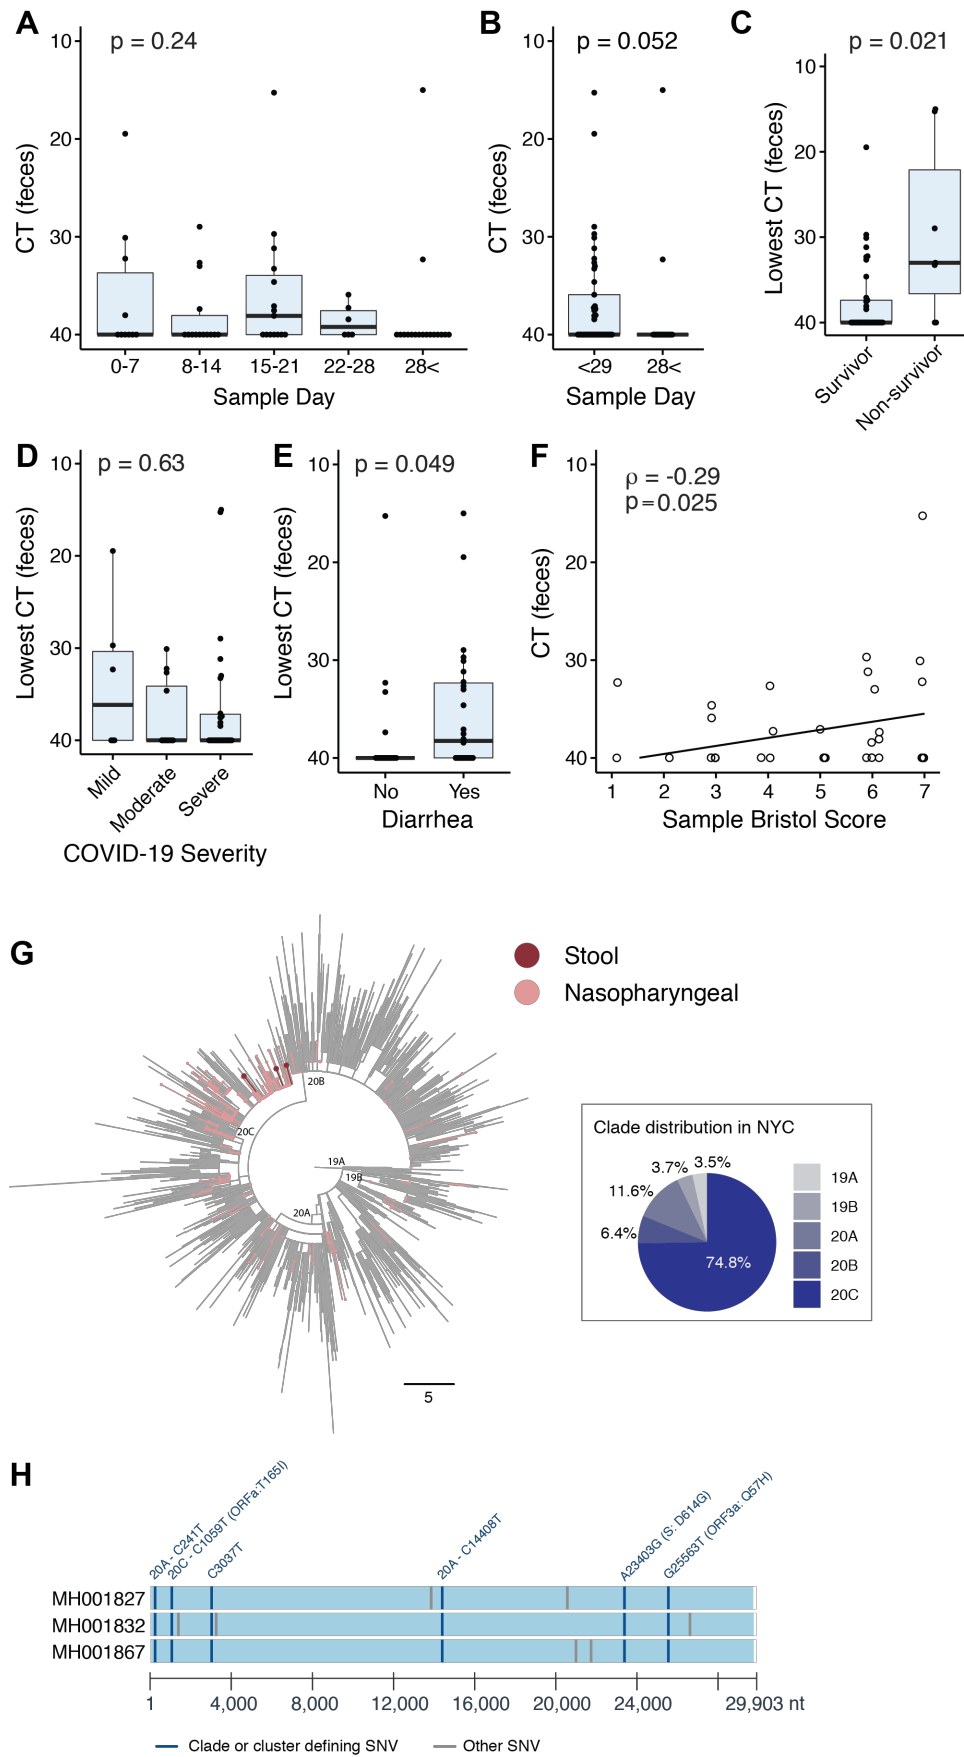 A
p = 0.24
CT (feces)
10
20
30
40
0-7 8-14 15-21 22-28 28<
Sample Day
B
p = 0.052
CT (feces)
10
20
30
40
<29 28<
Sample Day
C
p = 0.021
Lowest CT (feces)
10
20
30
40
Survivor
Non-survivor
D
p = 0.63
Lowest CT (feces)
10
20
30
40
Mild
Moderate
Severe
COVID-19 Severity
E
p = 0.049
Lowest CT (feces)
10
20
30
40
No Yes
Diarrhea
F
ρ = -0.29
p = 0.025
CT (feces)
10
20
30
40
1 2 3 4 5 6 7
Sample Bristol Score
G
Stool
Nasopharyngeal
20B
20C
19A
19B
20A
5
Clade distribution in NYC
3.7% 3.5%
11.6%
6.4%
74.8%
19A
19B
20A
20B
20C
H
20A - C241T
20C - C1059T (ORFa:T165I)
C3037T
20A - C14408T
A23403G (S: D614G)
G25563T (ORF3a: Q57H)
MH001827
MH001832
MH001867
1 4,000 8,000 12,000 16,000 20,000 24,000 29,903 nt
Clade or cluster defining SNV Other SNV